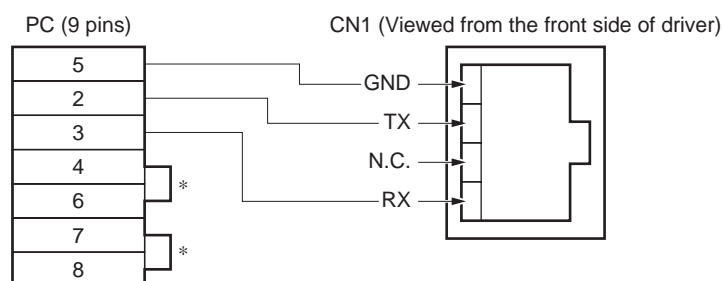 PC (9 pins)
CN1 (Viewed from the front side of driver)
5
2
3
4
6
7
8
*
*
GND
TX
N.C.
RX